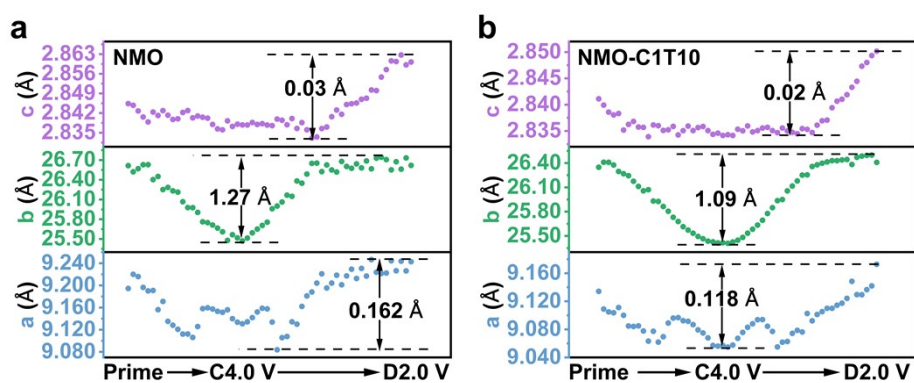 a
NMO
c (Å)
2.863
2.856
2.849
2.842
2.835
0.03 Å
b (Å)
26.70
26.40
26.10
25.80
25.50
1.27 Å
a (Å)
9.240
9.200
9.160
9.120
9.080
0.162 Å
Prime → C4.0 V → D2.0 V
b
NMO-C1T10
c (Å)
2.850
2.845
2.840
2.835
0.02 Å
b (Å)
26.40
26.10
25.80
25.50
1.09 Å
a (Å)
9.160
9.120
9.080
9.040
0.118 Å
Prime → C4.0 V → D2.0 V